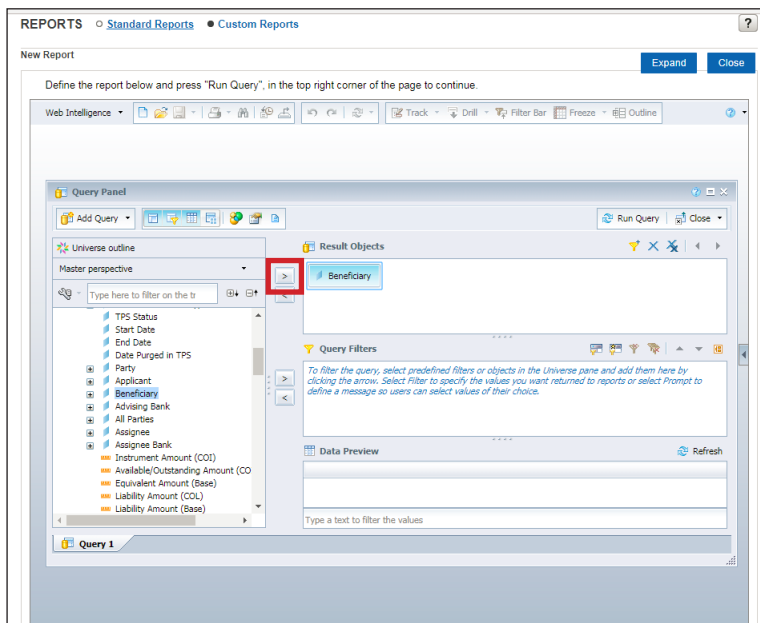 REPORTS Standard Reports Custom Reports ?
New Report
Expand Close
Define the report below and press "Run Query", in the top right corner of the page to continue.
Web Intelligence Track Drill Filter Bar Freeze Outline
Query Panel
Add Query Run Query Close
Universe outline
Result Objects
Master perspective
> Beneficiary
Type here to filter on the tr
<
TPS Status
Start Date
End Date
Date Purged in TPS
Query Filters
Party
Applicant
Beneficiary
Advising Bank
All Parties
Assignee
Assignee Bank
Instrument Amount (COI)
Available/Outstanding Amount (CO
Equivalent Amount (Base)
Liability Amount (COL)
Liability Amount (Base)
>
<
To filter the query, select predefined filters or objects in the Universe pane and add them here by
clicking the arrow. Select Filter to specify the values you want returned to reports or select Prompt to
define a message so users can select values of their choice.
Data Preview Refresh
Type a text to filter the values
Query 1